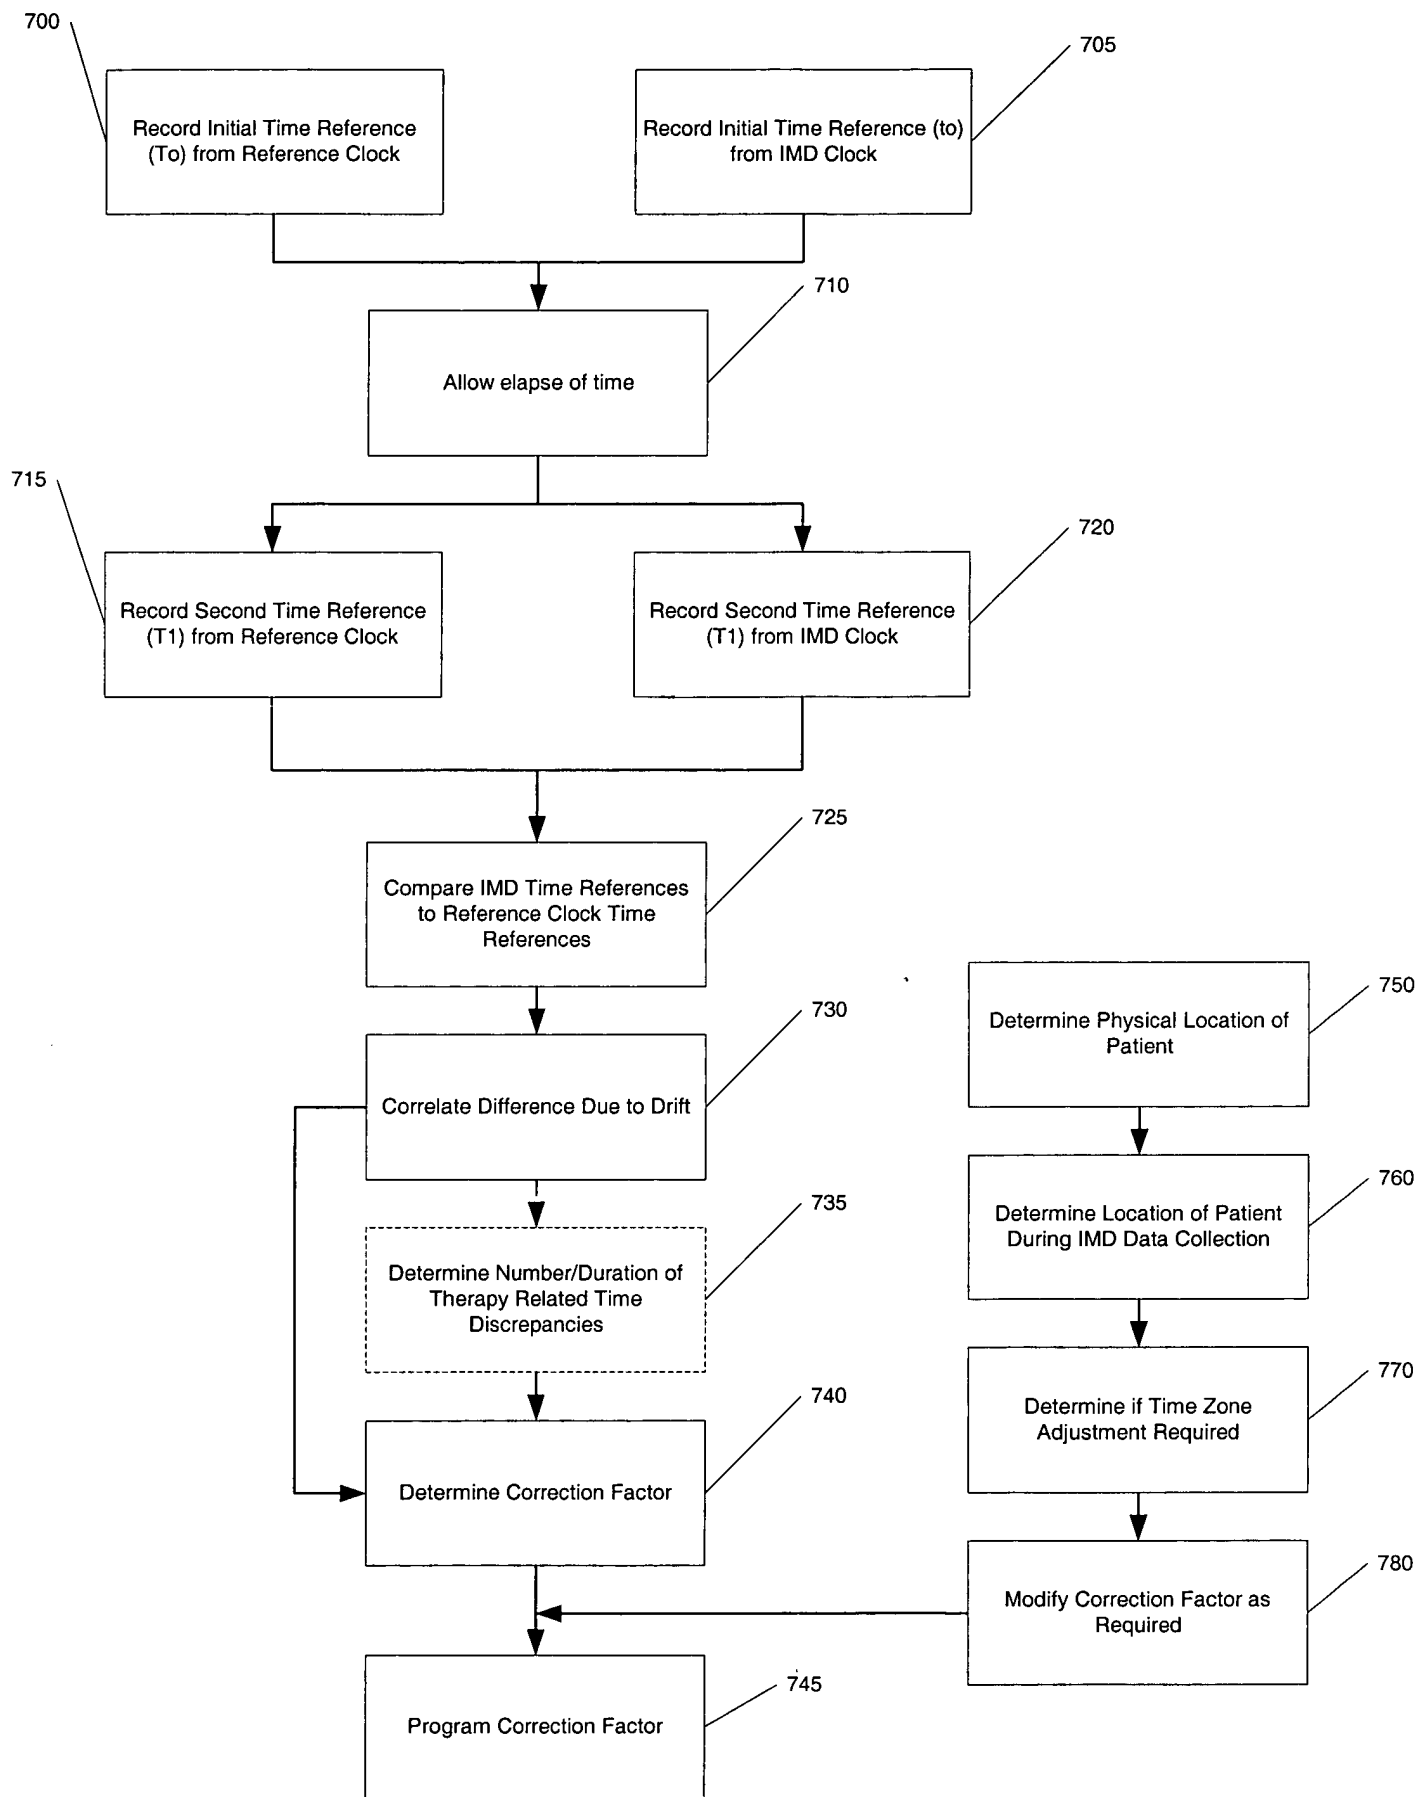 700
705
Record Initial Time Reference
(To) from Reference Clock
Record Initial Time Reference (to)
from IMD Clock
710
Allow elapse of time
715
720
Record Second Time Reference
(T1) from Reference Clock
Record Second Time Reference
(T1) from IMD Clock
725
Compare IMD Time References
to Reference Clock Time
References
730
Correlate Difference Due to Drift
750
Determine Physical Location of
Patient
735
Determine Number/Duration of
Therapy Related Time
Discrepancies
760
Determine Location of Patient
During IMD Data Collection
740
Determine Correction Factor
770
Determine if Time Zone
Adjustment Required
780
Modify Correction Factor as
Required
745
Program Correction Factor